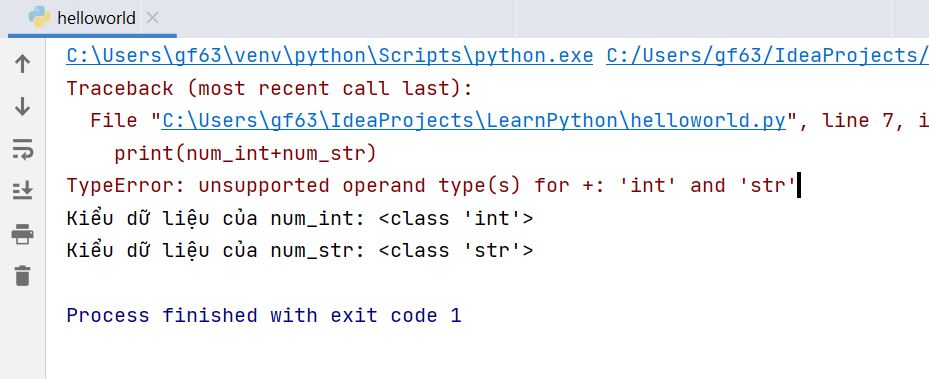 helloworld
C:\Users\gf63\venv\python\Scripts\python.exe C:/Users/gf63/IdeaProjects/
Traceback (most recent call last):
File "C:\Users\gf63\IdeaProjects\LearnPython\helloworld.py", line 7, i
print(num_int+num_str)
TypeError: unsupported operand type(s) for +: 'int' and 'str'
Kiểu dữ liệu của num_int: <class 'int'>
Kiểu dữ liệu của num_str: <class 'str'>
Process finished with exit code 1